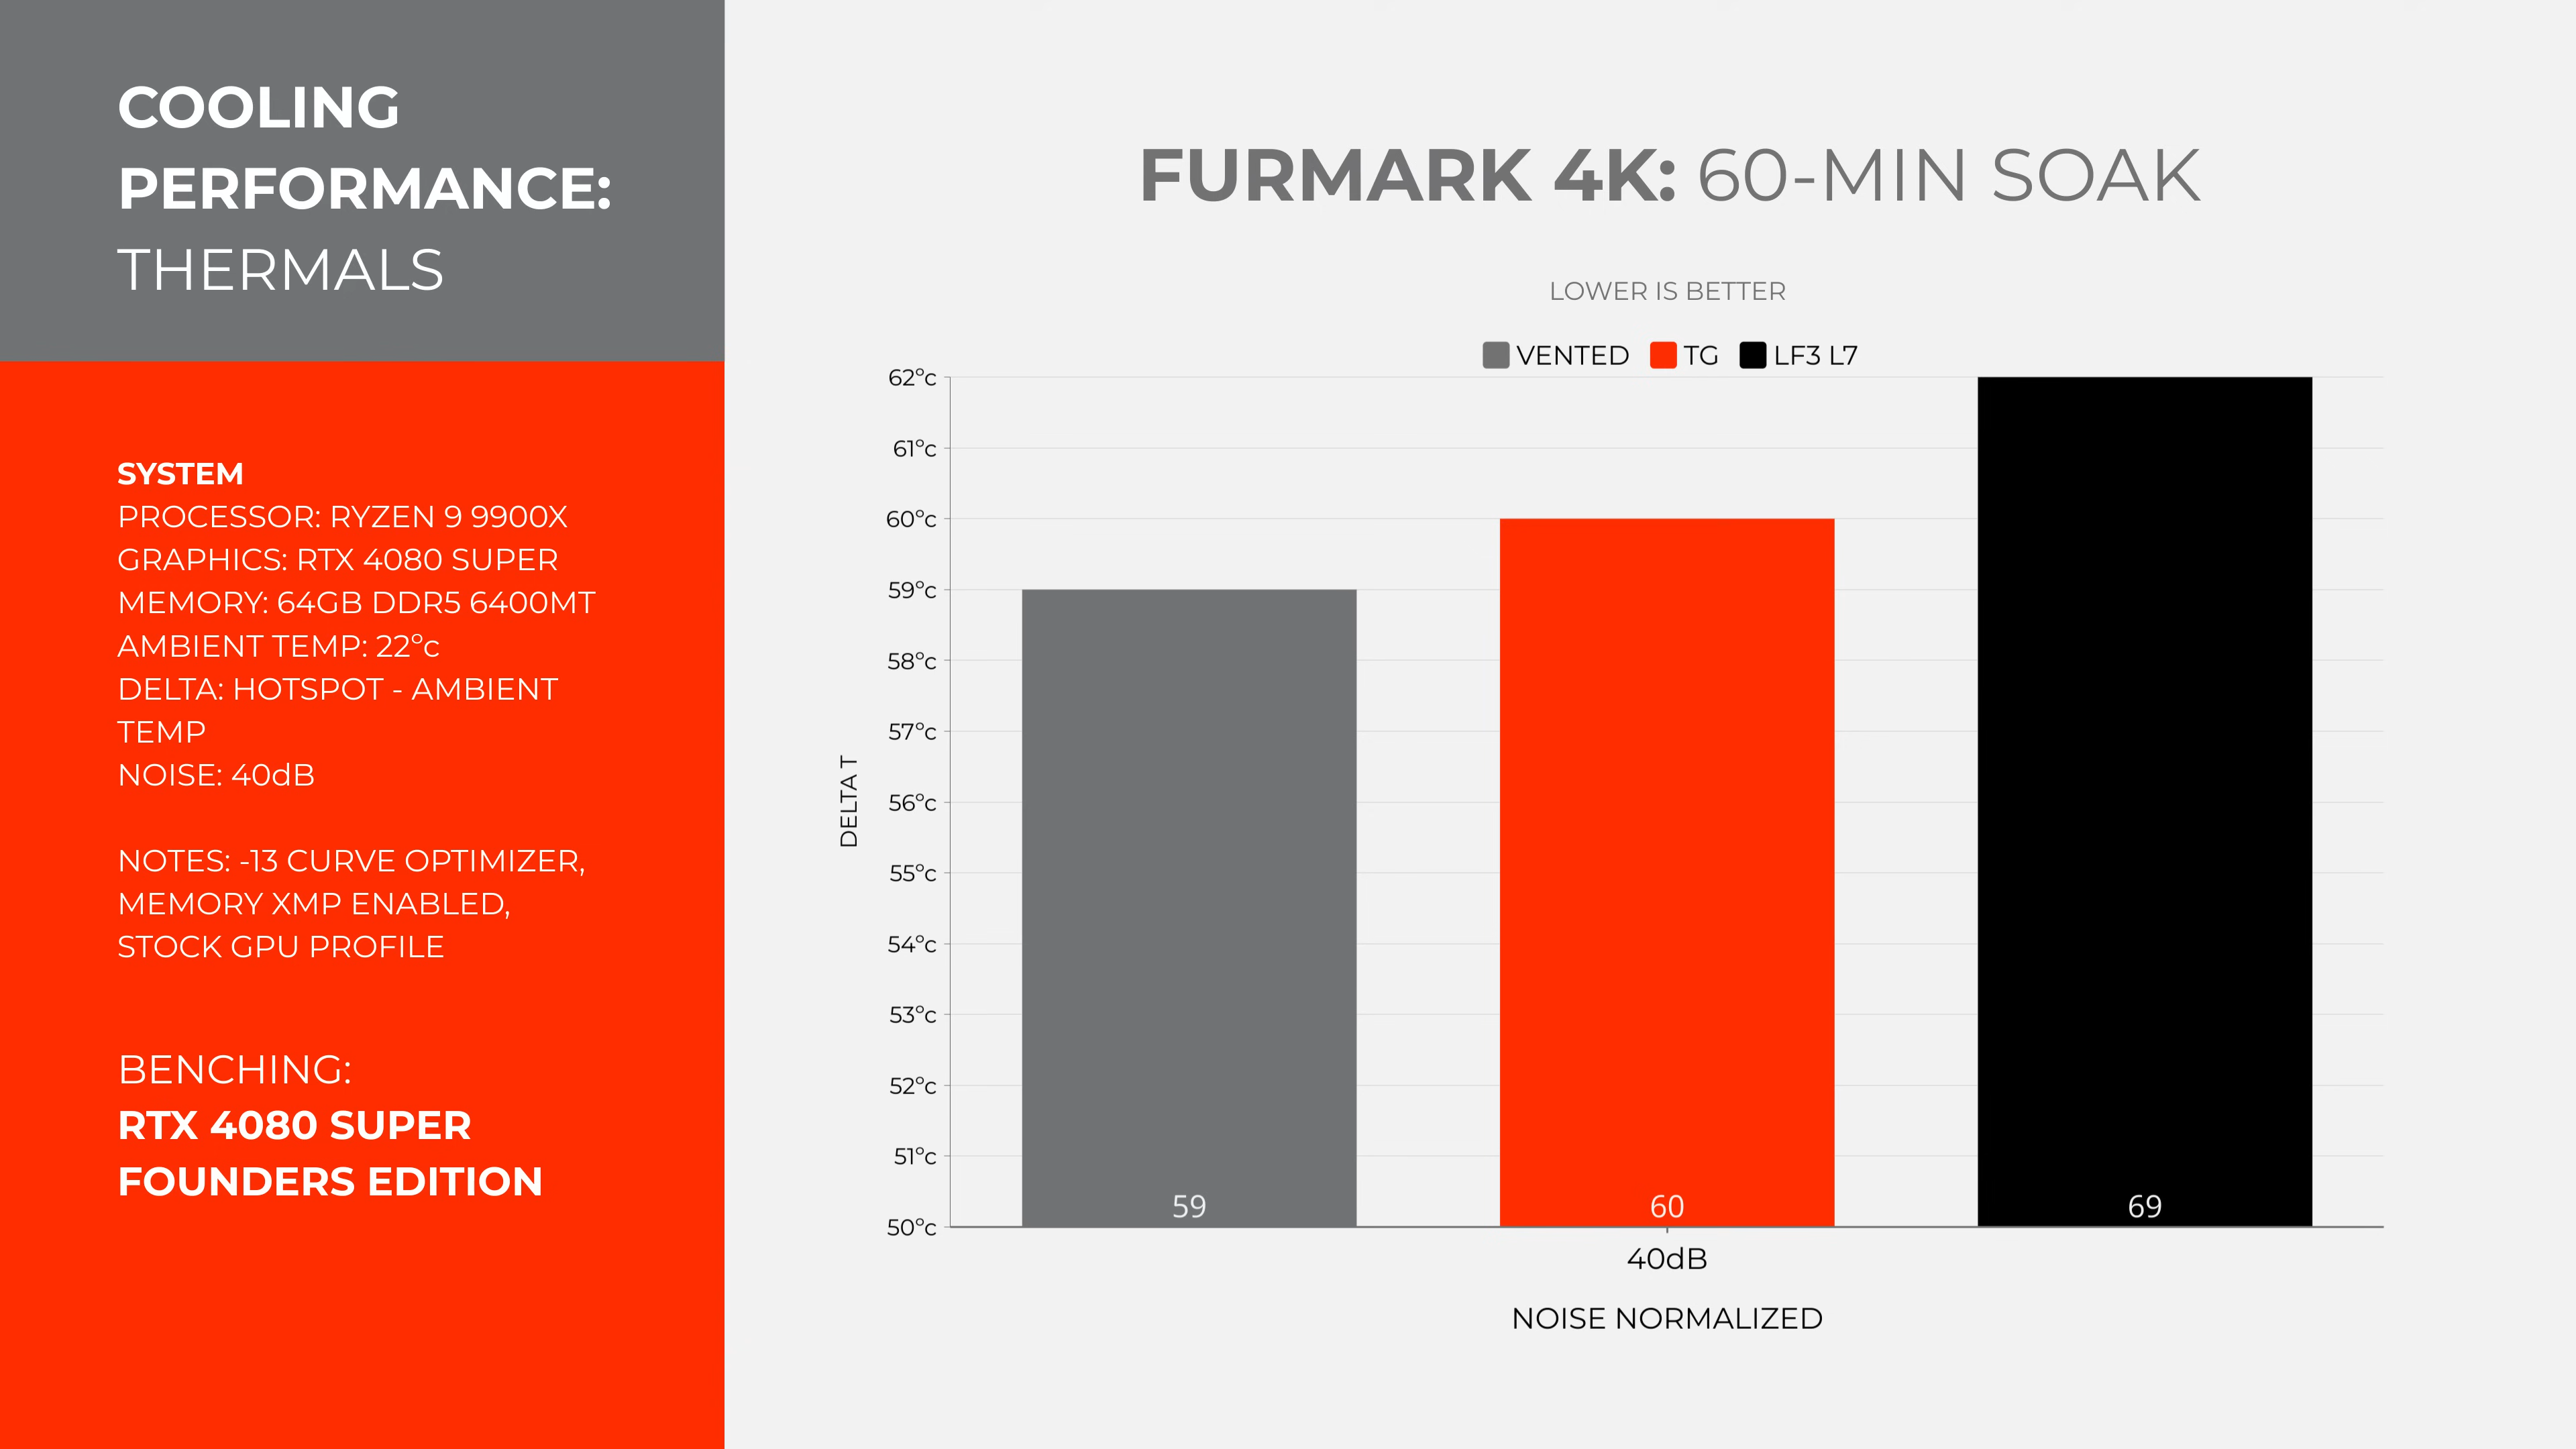 COOLING
PERFORMANCE:
THERMALS
SYSTEM
PROCESSOR: RYZEN 9 9900X
GRAPHICS: RTX 4080 SUPER
MEMORY: 64GB DDR5 6400MT
AMBIENT TEMP: 22°c
DELTA: HOTSPOT - AMBIENT
TEMP
NOISE: 40dB
NOTES: -13 CURVE OPTIMIZER,
MEMORY XMP ENABLED,
STOCK GPU PROFILE
BENCHING:
RTX 4080 SUPER
FOUNDERS EDITION
FURMARK 4K: 60-MIN SOAK
LOWER IS BETTER
VENTED TG LF3 L7
62°c
61°c
60°c
59°c
58°c
57°c
56°c
55°c
54°c
53°c
52°c
51°c
50°c
DELTA T
59 60 69
40dB
NOISE NORMALIZED